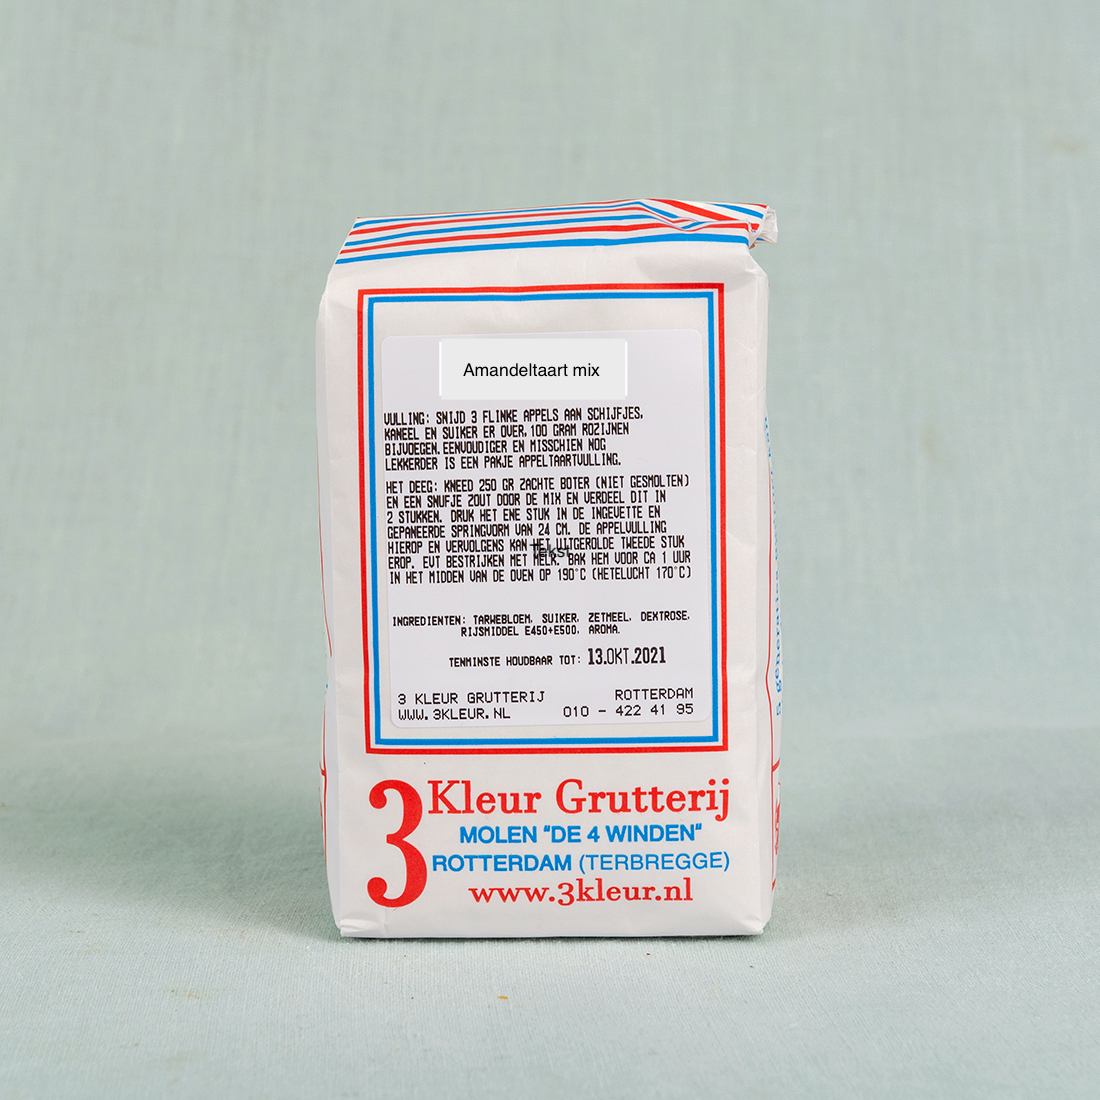 Amandeltaart mix
VULLING: SNIJD 3 FLINKE APPELS AAN SCHIJFJES,
KANEEL EN SUIKER ER OVER, 100 GRAM ROZIJNEN
BIJVOEGEN. EENVOUDIGER EN MISSCHIEN NOG
LEKKERDER IS EEN PAKJE APPELTAARTVULLING.
HET DEEG: KNEED 250 GR ZACHTE BOTER (NIET GESMOLTEN)
EN EEN SNUFJE ZOUT DOOR DE MIX EN VERDEEL DIT IN
2 STUKKEN. DRUK HET ENE STUK IN DE INGEVETTE EN
GEPANEERDE SPRINGVORM VAN 24 CM. DE APPELVULLING
HIEROP EN VERVOLGENS KAN HET UITGEROLDE TWEEDE STUK
Tekst
EROP. EVT BESTRIJKEN MET MELK. BAK HEM VOOR CA 1 UUR
IN HET MIDDEN VAN DE OVEN OP 190°C (HETELUCHT 170°C)
INGREDIENTEN: TARWEBLOEM, SUIKER, ZETMEEL, DEXTROSE,
RIJSMIDDEL E450+E500, AROMA.
TENMINSTE HOUDBAAR TOT: 13.OKT.2021
3 KLEUR GRUTTERIJ ROTTERDAM
WWW.3KLEUR.NL 010 - 422 41 95
3 Kleur Grutterij
MOLEN "DE 4 WINDEN"
ROTTERDAM (TERBREGGE)
www.3kleur.nl